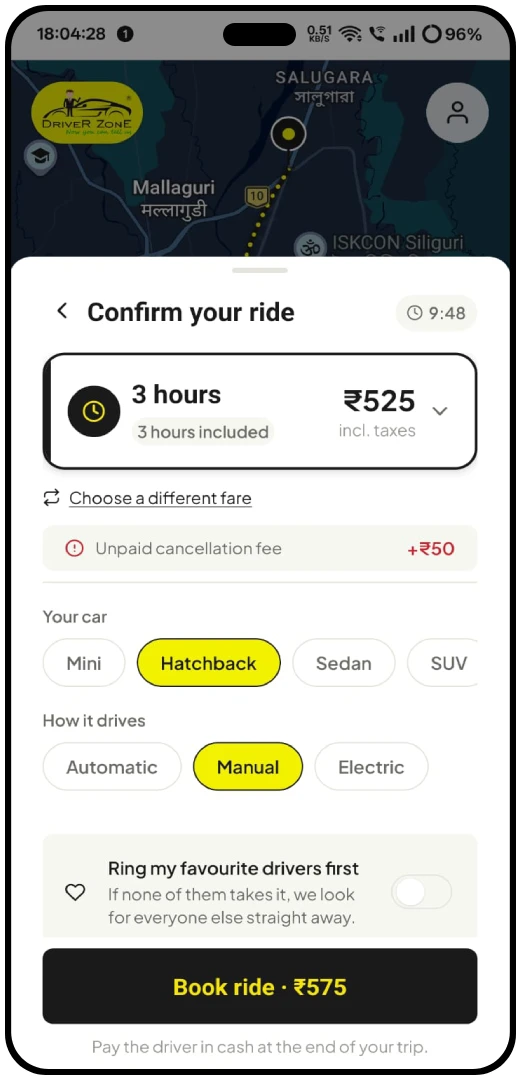 18:04:28 1
0.51 KB/S
96%
SALUGARA
सालुगारा
DRIVER ZONE
Mallaguri
मल्लागुडी
10
ISKCON Siliguri
Confirm your ride
9:48
3 hours
₹525
3 hours included
incl. taxes
Choose a different fare
Unpaid cancellation fee +₹50
Your car
Mini Hatchback Sedan SUV
How it drives
Automatic Manual Electric
Ring my favourite drivers first
If none of them takes it, we look
for everyone else straight away.
Book ride · ₹575
Pay the driver in cash at the end of your trip.